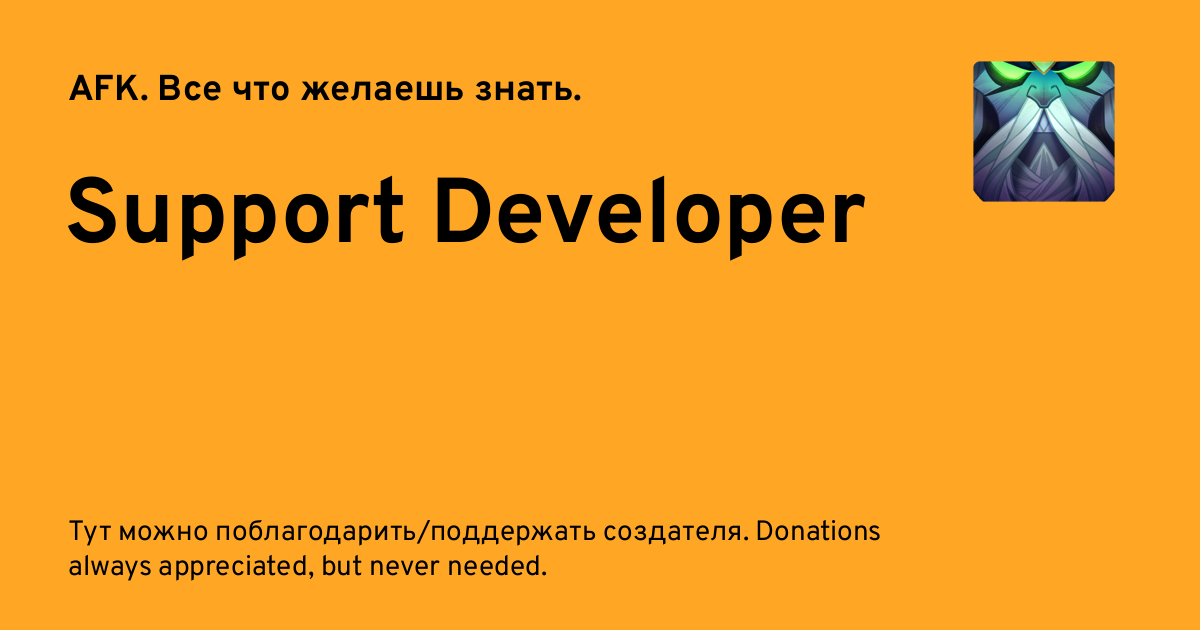 AFK. Все что желаешь знать.
Support Developer
Тут можно поблагодарить/поддержать создателя. Donations
always appreciated, but never needed.